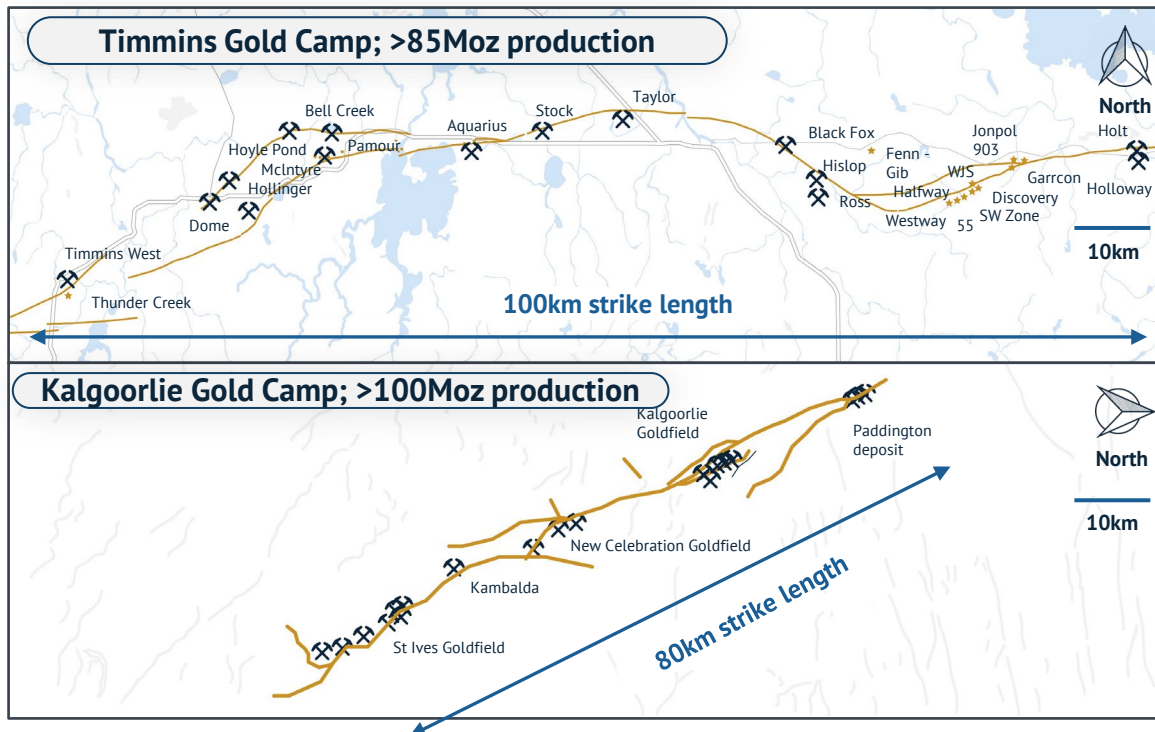 Timmins Gold Camp; >85Moz production
North
10km
Bell Creek
Hoyle Pond
McIntyre
Pamour
Hollinger
Dome
Timmins West
Thunder Creek
Aquarius
Stock
Taylor
Black Fox
Hislop
Ross
Fenn -
Gib
Jonpol
903
WJS
Halfway
Westway
55
Discovery
SW Zone
Garrcon
Holt
Holloway
100km strike length
Kalgoorlie Gold Camp; >100Moz production
Kalgoorlie
Goldfield
Paddington
deposit
North
10km
New Celebration Goldfield
Kambalda
St Ives Goldfield
80km strike length